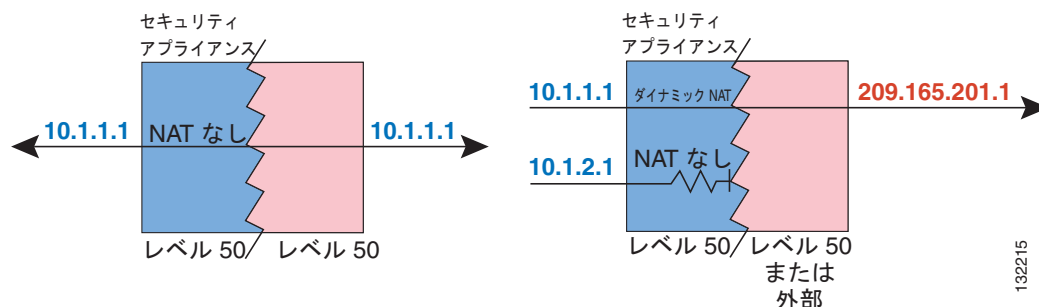 セキュリティ
アプライアンス
10.1.1.1
NAT なし
10.1.1.1
レベル 50
レベル 50
セキュリティ
アプライアンス
10.1.1.1
ダイナミック NAT
209.165.201.1
10.1.2.1
NAT なし
レベル 50
レベル 50
または
外部
132215